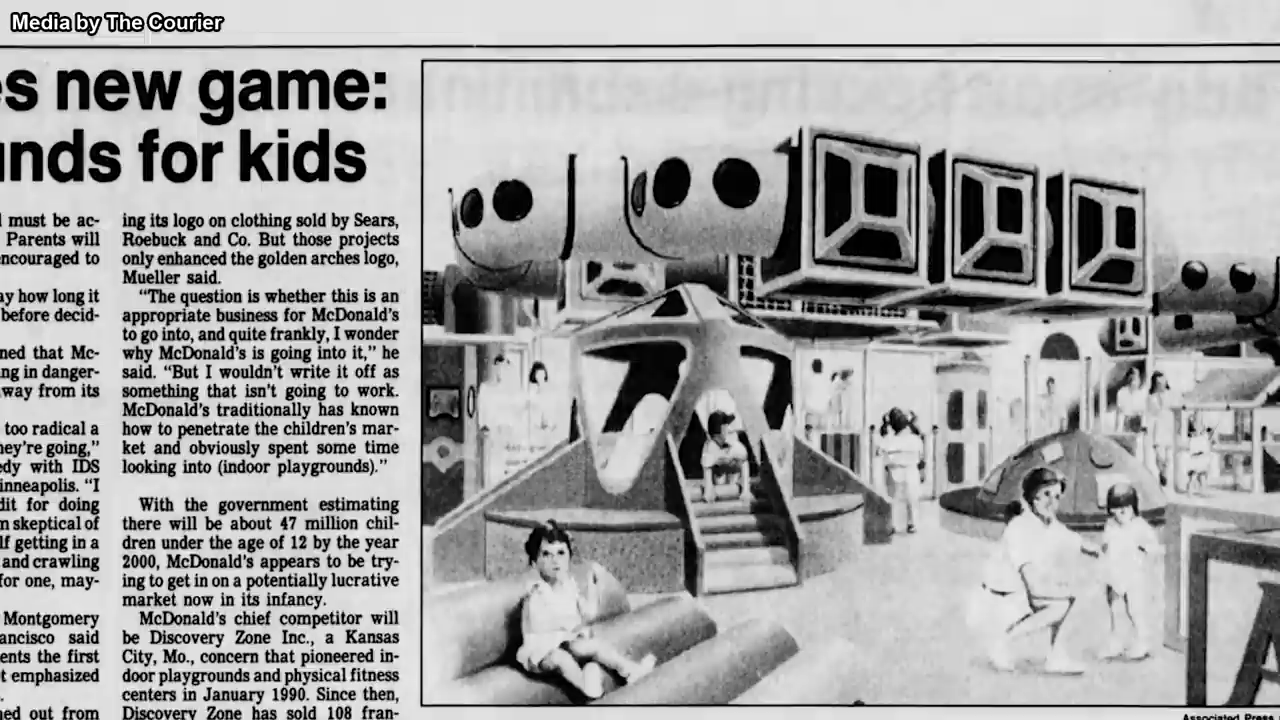 Media by The Courier
es new game:
unds for kids
must be ac-
Parents will
encouraged to
ay how long it
before decid-
ned that Mc-
ng in danger-
way from its
too radical a
hey're going,"
edy with IDS
inneapolis. "I
dit for doing
m skeptical of
lf getting in a
and crawling
for one, may-
Montgomery
ancisco said
ents the first
t emphasized
ned out from
ing its logo on clothing sold by Sears,
Roebuck and Co. But those projects
only enhanced the golden arches logo,
Mueller said.
"The question is whether this is an
appropriate business for McDonald's
to go into, and quite frankly, I wonder
why McDonald's is going into it," he
said. "But I wouldn't write it off as
something that isn't going to work.
McDonald's traditionally has known
how to penetrate the children's mar-
ket and obviously spent some time
looking into (indoor playgrounds)."
With the government estimating
there will be about 47 million chil-
dren under the age of 12 by the year
2000, McDonald's appears to be try-
ing to get in on a potentially lucrative
market now in its infancy.
McDonald's chief competitor will
be Discovery Zone Inc., a Kansas
City, Mo., concern that pioneered in-
door playgrounds and physical fitness
centers in January 1990. Since then,
Discovery Zone has sold 108 fran-
A
Associated Press